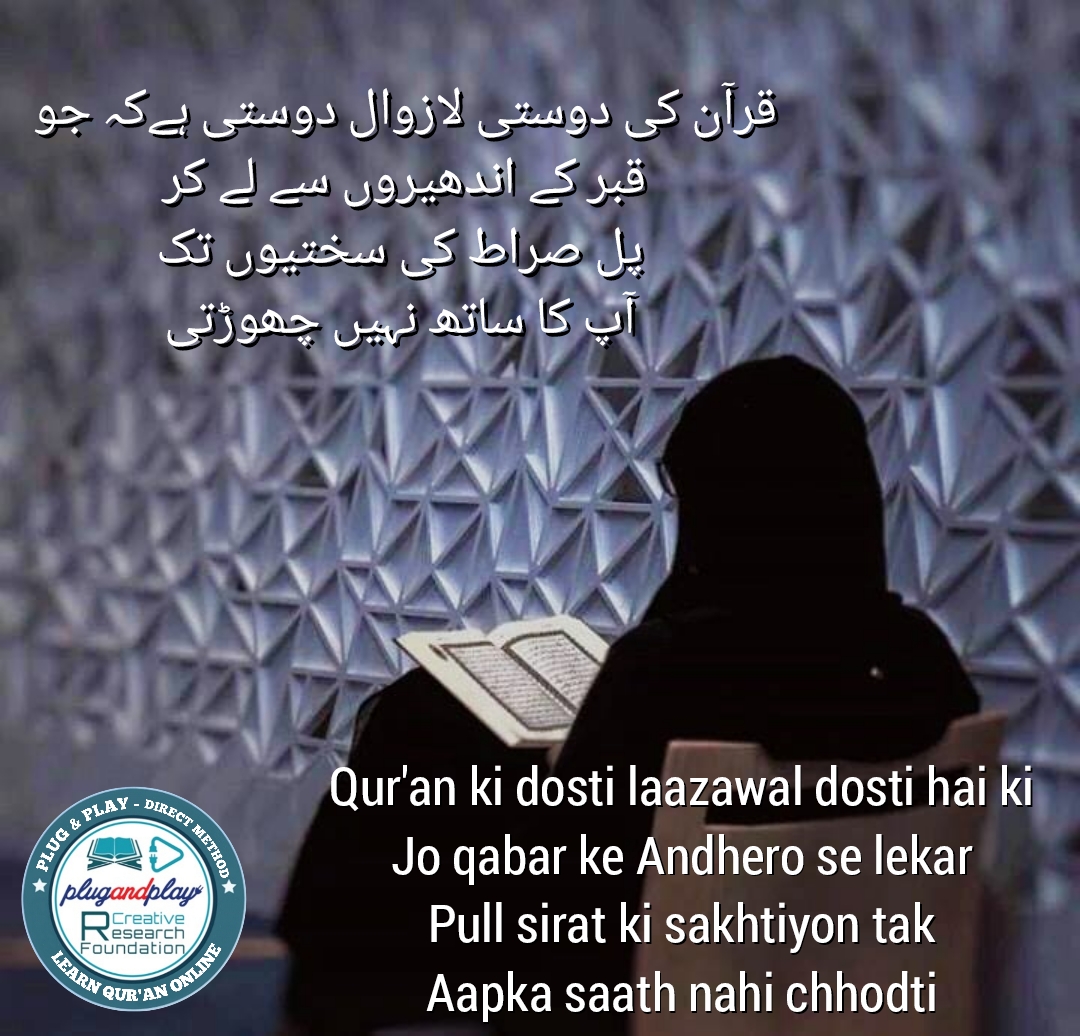 قرآن کی دوستی لازوال دوستی ہےکہ جو
قبر کے اندھیروں سے لے کر
پل صراط کی سختیوں تک
آپ کا ساتھ نہیں چھوڑتی
Qur'an ki dosti laazawal dosti hai ki
Jo qabar ke Andhero se lekar
Pull sirat ki sakhtiyon tak
Aapka saath nahi chhodti
PLUG & PLAY - DIRECT METHOD
plugandplay
Creative
Research
Foundation
LEARN QUR'AN ONLINE